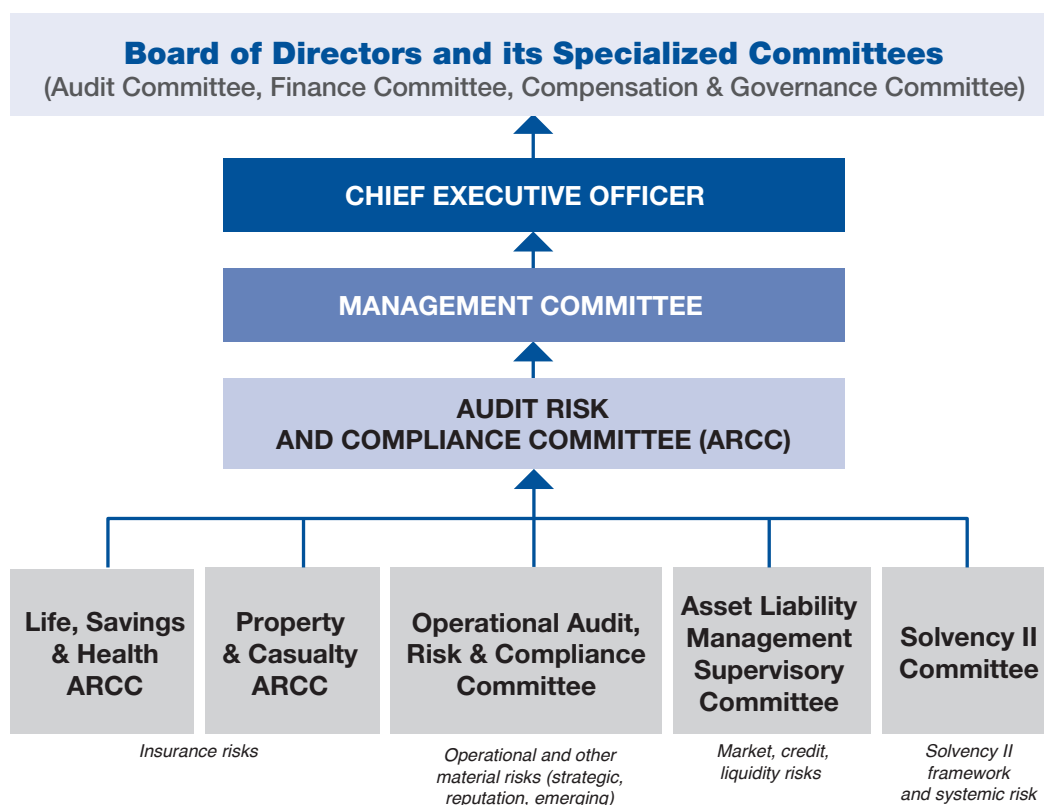 Board of Directors and its Specialized Committees
(Audit Committee, Finance Committee, Compensation & Governance Committee)
CHIEF EXECUTIVE OFFICER
MANAGEMENT COMMITTEE
AUDIT RISK
AND COMPLIANCE COMMITTEE (ARCC)
Life, Savings
& Health
ARCC
Property
& Casualty
ARCC
Operational Audit,
Risk & Compliance
Committee
Asset Liability
Management
Supervisory
Committee
Solvency II
Committee
Insurance risks
Operational and other
material risks (strategic,
reputation, emerging)
Market, credit,
liquidity risks
Solvency II
framework
and systemic risk